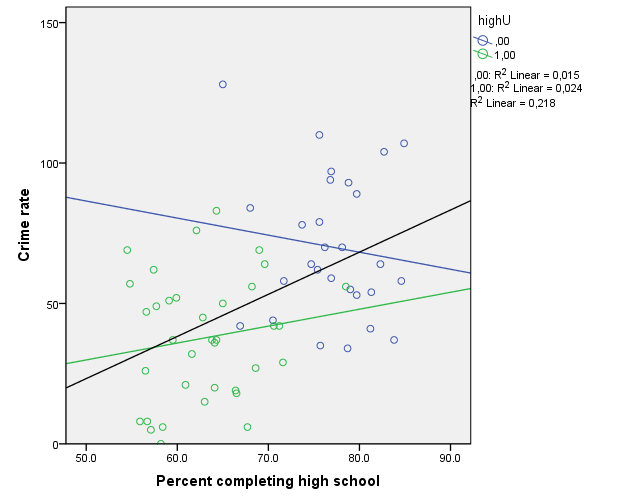 highU
,00
1,00
,00: R² Linear = 0,015
1,00: R² Linear = 0,024
R² Linear = 0,218
150
100
50
0
Crime rate
50.0 60.0 70.0 80.0 90.0
Percent completing high school